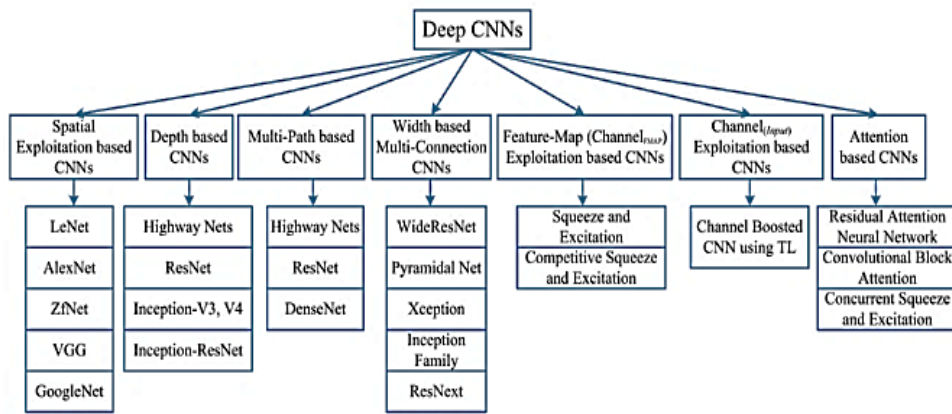 Deep CNNs
Spatial
Exploitation based
CNNs
Depth based
CNNs
Multi-Path based
CNNs
Width based
Multi-Connection
CNNs
Feature-Map (ChannelFMAP)
Exploitation based CNNs
Channel(Input)
Exploitation based
CNNs
Attention
based CNNs
LeNet
AlexNet
ZfNet
VGG
GoogleNet
Highway Nets
ResNet
Inception-V3, V4
Inception-ResNet
Highway Nets
ResNet
DenseNet
WideResNet
Pyramidal Net
Xception
Inception
Family
ResNext
Squeeze and
Excitation
Competitive Squeeze
and Excitation
Channel Boosted
CNN using TL
Residual Attention
Neural Network
Convolutional Block
Attention
Concurrent Squeeze
and Excitation